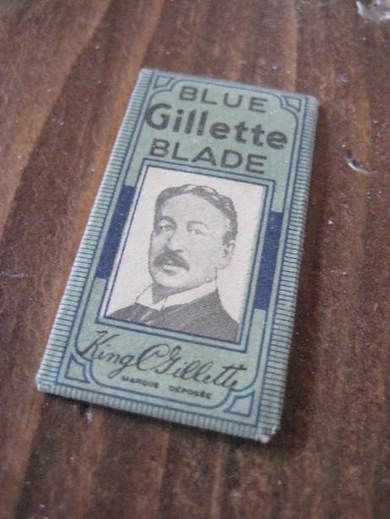 BLUE
Gillette
BLADE
King C Gillette
MARQUE DÉPOSÉE